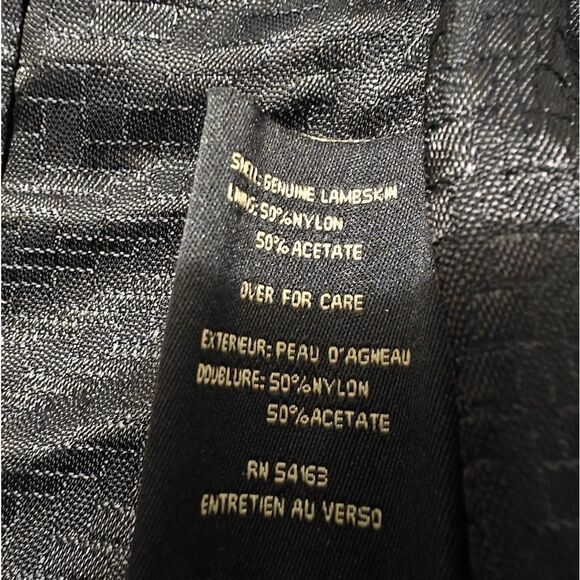 SHELL: GENUINE LAMBSKIN
LINING: 50% NYLON
50% ACETATE
OVER FOR CARE
EXTERIEUR: PEAU D'AGNEAU
DOUBLURE: 50% NYLON
50% ACETATE
RN 54163
ENTRETIEN AU VERSO